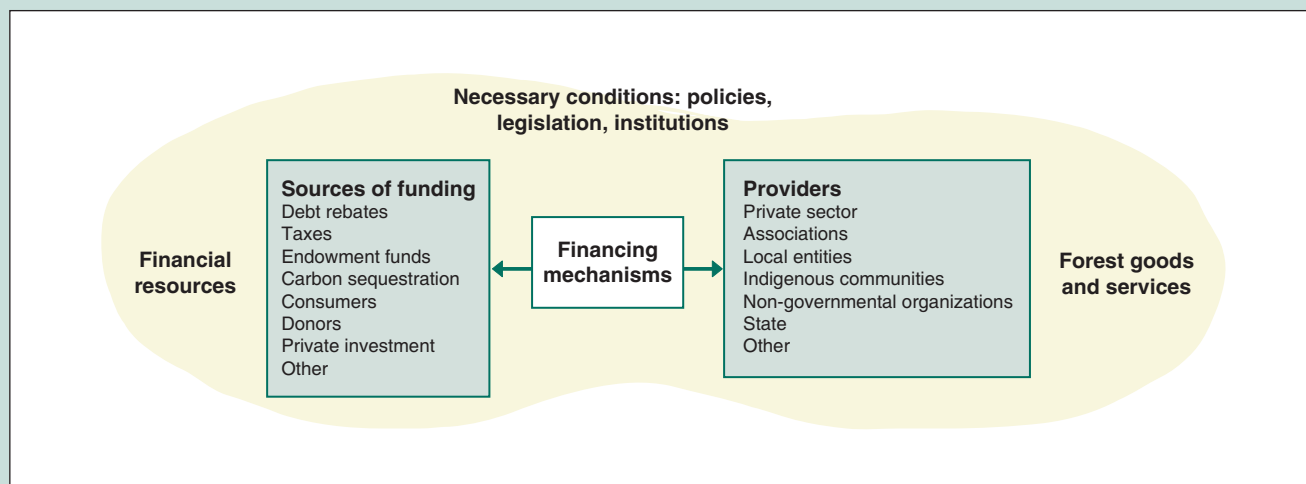 Necessary conditions: policies,
legislation, institutions
Financial
resources
Sources of funding
Debt rebates
Taxes
Endowment funds
Carbon sequestration
Consumers
Donors
Private investment
Other
Financing
mechanisms
Providers
Private sector
Associations
Local entities
Indigenous communities
Non-governmental organizations
State
Other
Forest goods
and services